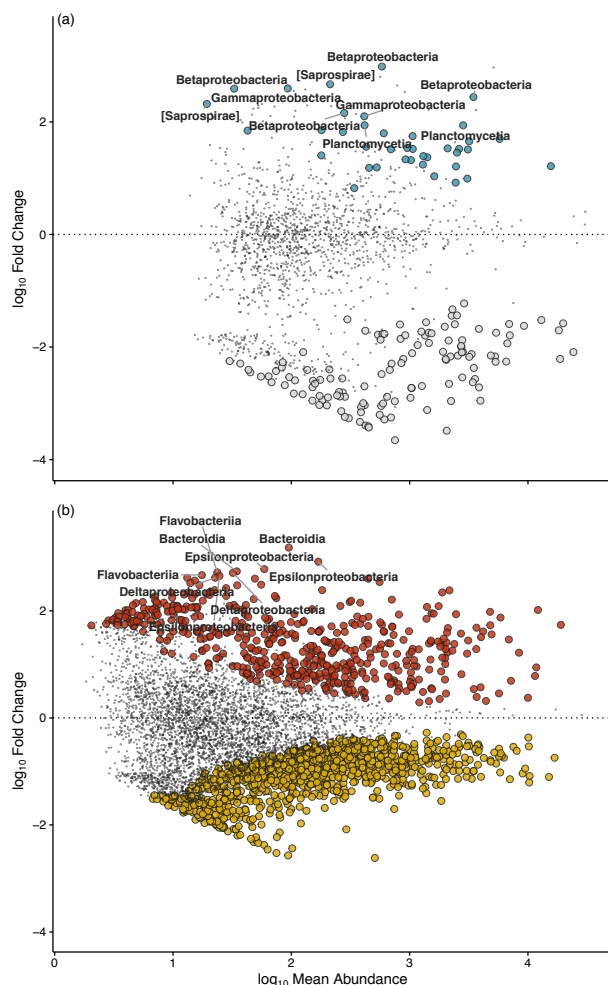 (a)
Betaproteobacteria
[Saprospirae]
Betaproteobacteria
Betaproteobacteria
Gammaproteobacteria
Gammaproteobacteria
[Saprospirae]
Betaproteobacteria
Planctomycetia
Planctomycetia
2
0
−2
−4
log10 Fold Change
(b)
Flavobacteriia
Bacteroidia
Bacteroidia
Epsilonproteobacteria
Flavobacteriia
Epsilonproteobacteria
Deltaproteobacteria
Deltaproteobacteria
Epsilonproteobacteria
2
0
−2
−4
log10 Fold Change
0
1
2
3
4
log10 Mean Abundance